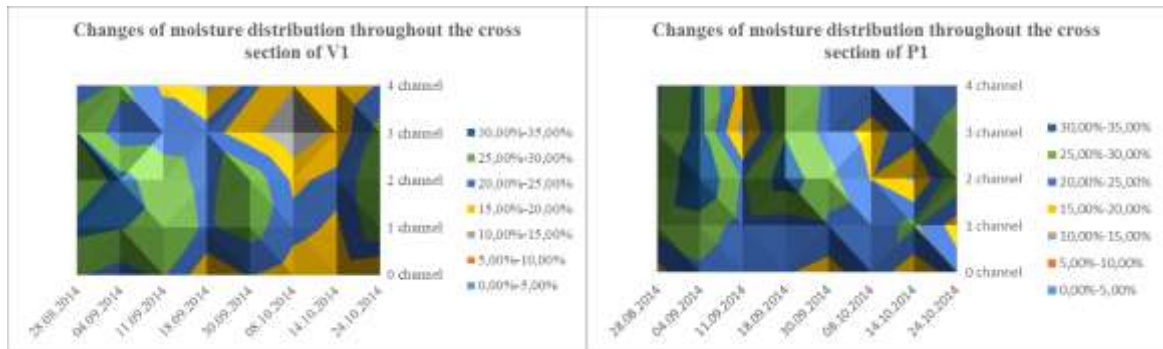 Changes of moisture distribution throughout the cross
section of V1
4 channel
3 channel
2 channel
1 channel
0 channel
30,00%-35,00%
25,00%-30,00%
20,00%-25,00%
15,00%-20,00%
10,00%-15,00%
5,00%-10,00%
0,00%-5,00%
28.08.2014
04.09.2014
11.09.2014
18.09.2014
30.09.2014
08.10.2014
14.10.2014
24.10.2014
Changes of moisture distribution throughout the cross
section of P1
4 channel
3 channel
2 channel
1 channel
0 channel
30,00%-35,00%
25,00%-30,00%
20,00%-25,00%
15,00%-20,00%
10,00%-15,00%
5,00%-10,00%
0,00%-5,00%
28.08.2014
04.09.2014
11.09.2014
18.09.2014
30.09.2014
08.10.2014
14.10.2014
24.10.2014